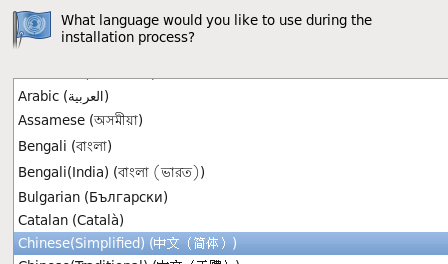 What language would you like to use during the
installation process?
Arabic (العربية)
Assamese (অসমীয়া)
Bengali (বাংলা)
Bengali(India) (বাংলা (ভারত))
Bulgarian (Български)
Catalan (Català)
Chinese(Simplified) (中文（简体）)